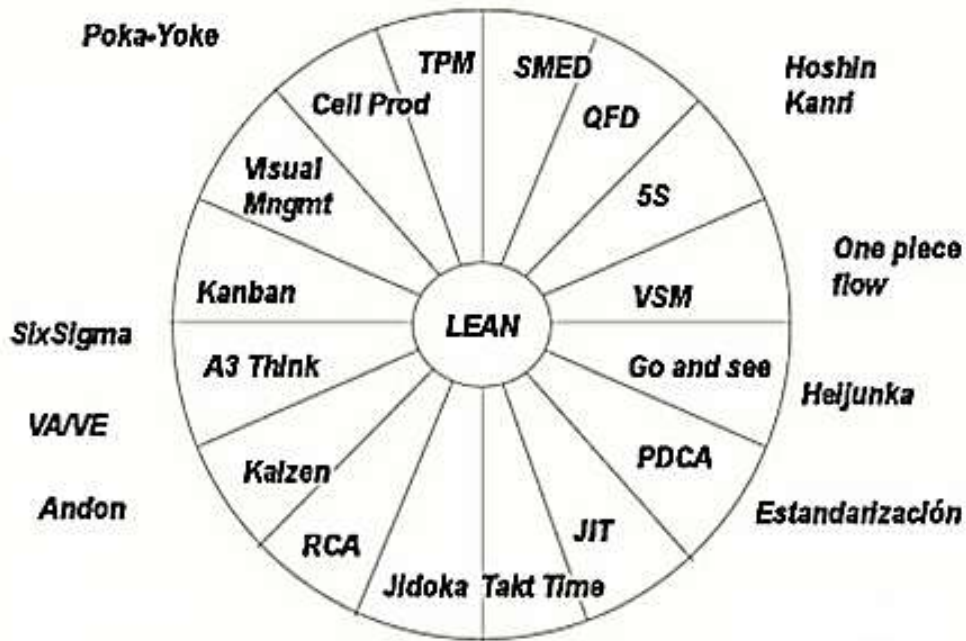 Poka-Yoke
TPM
SMED
Hoshin
Kanri
Cell Prod
QFD
Visual
Mngmt
5S
One piece
flow
Kanban
VSM
LEAN
SixSigma
A3 Think
Go and see
Heijunka
VA/VE
Kaizen
PDCA
Andon
Estandarización
RCA
JIT
Jidoka
Takt Time